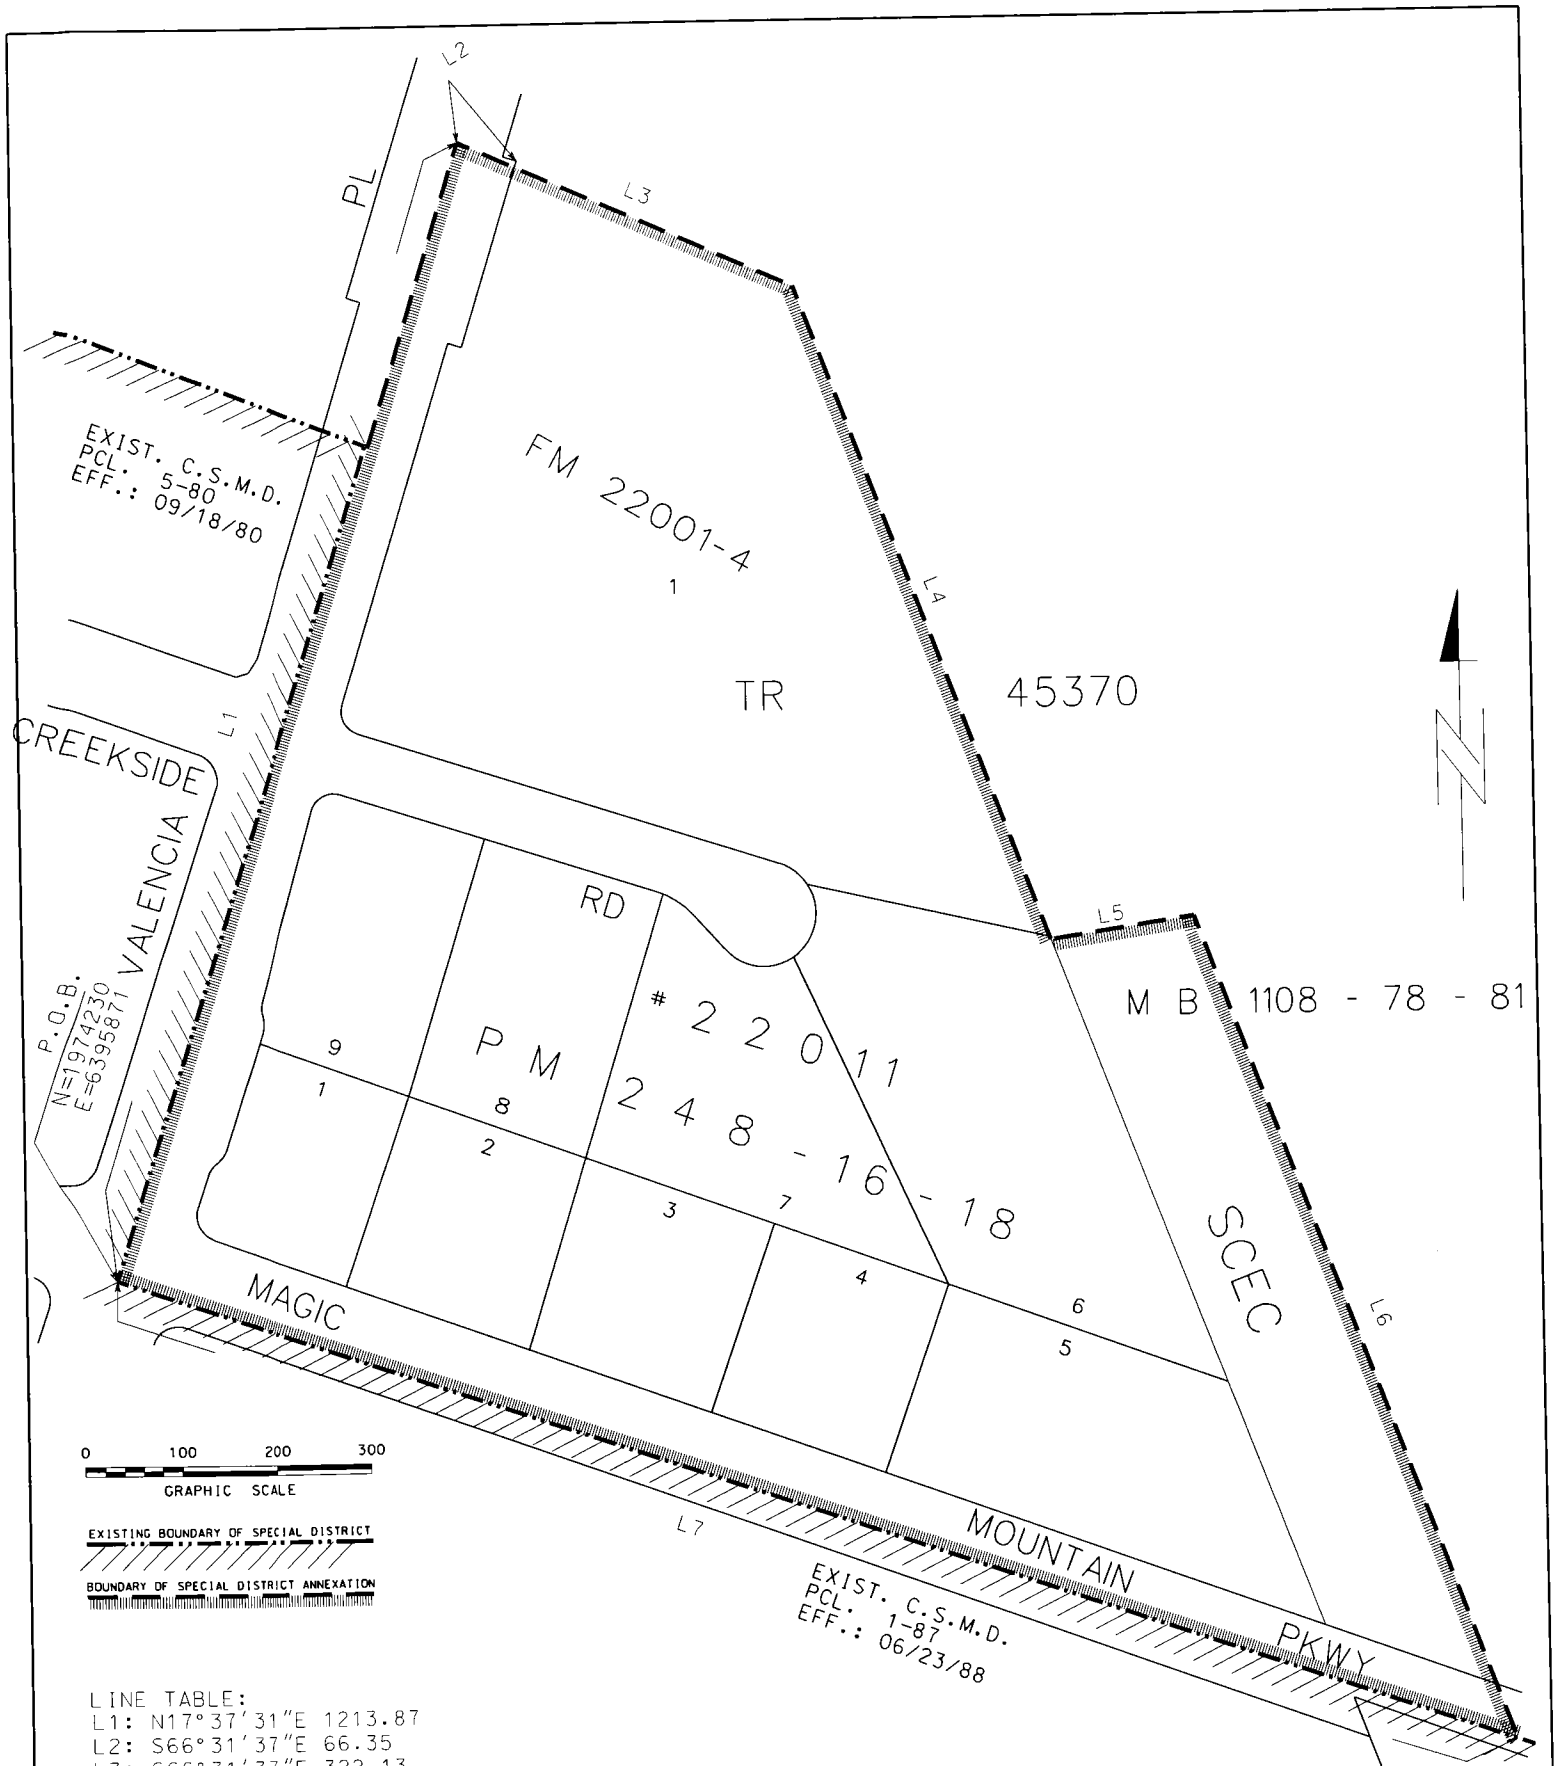 L2
PL
L3
EXIST. C.S.M.D.
PCL. 5-80
EFF.: 09/18/80
FM 22001-4
1
L4
TR 45370
N
L1
CREEKSIDE
VALENCIA
RD
L5
P.O.B.
N=1974230
E=6395871
M B 1108 - 78 - 81
# 22011
P M 248-16-18
9
1
8
2
3
7
4
6
5
SCEC
L6
MAGIC
MOUNTAIN
PKWY
L7
0 100 200 300
GRAPHIC SCALE
EXISTING BOUNDARY OF SPECIAL DISTRICT
BOUNDARY OF SPECIAL DISTRICT ANNEXATION
EXIST. C.S.M.D.
PCL. 1-87
EFF.: 06/23/88
LINE TABLE:
L1: N17°37'31"E 1213.87
L2: S66°31'37"E 66.35